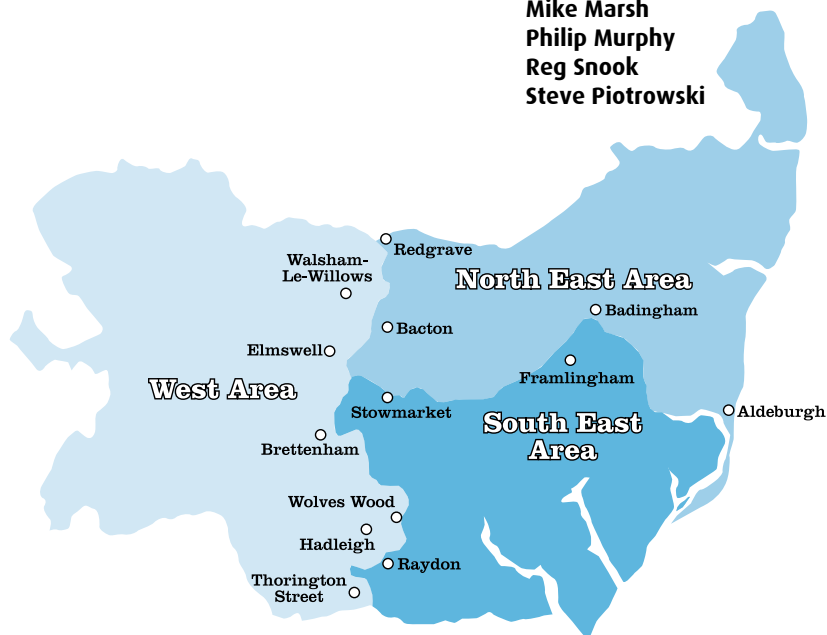 Mike Marsh
Philip Murphy
Reg Snook
Steve Piotrowski
Redgrave
Walsham-
Le-Willows
North East Area
Badingham
Bacton
Elmswell
Framlingham
West Area
Stowmarket
Aldeburgh
South East
Area
Brettenham
Wolves Wood
Hadleigh
Raydon
Thorington
Street